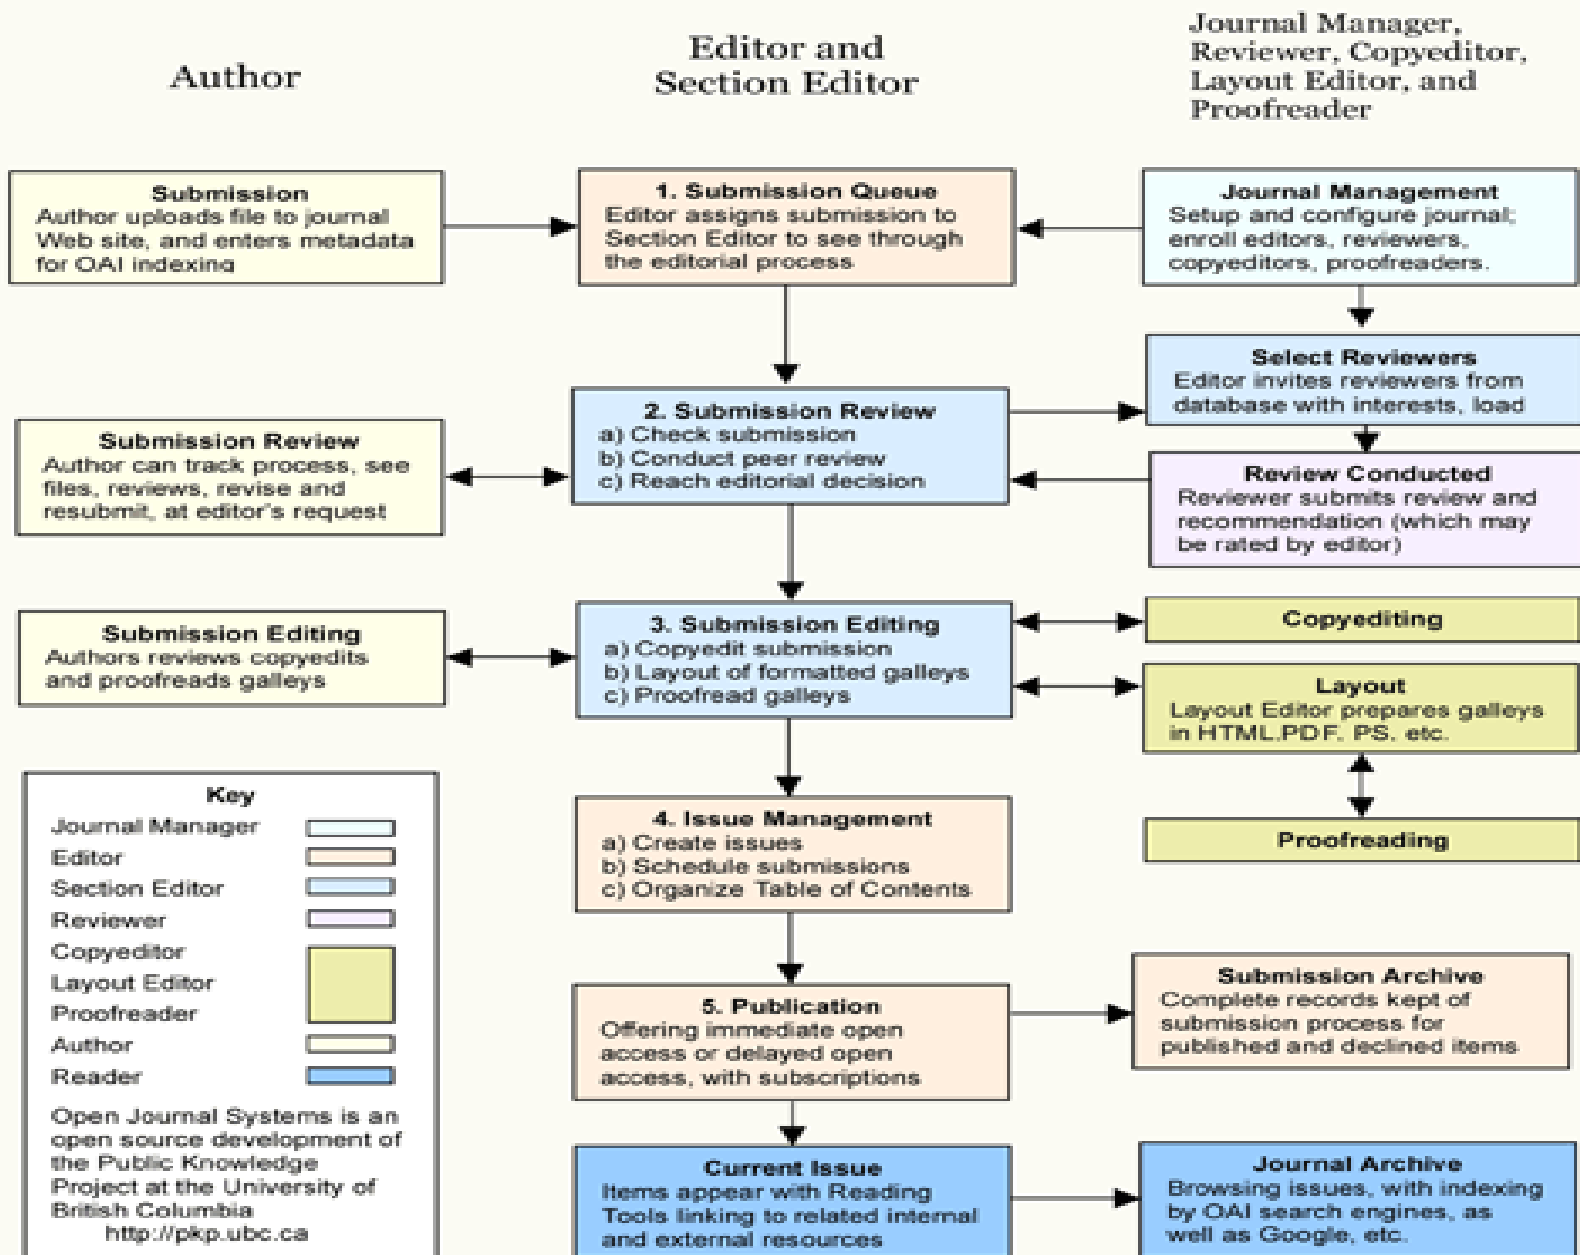 Author
Editor and
Section Editor
Journal Manager,
Reviewer, Copyeditor,
Layout Editor, and
Proofreader
Submission
Author uploads file to journal
Web site, and enters metadata
for OAI indexing
1. Submission Queue
Editor assigns submission to
Section Editor to see through
the editorial process
Journal Management
Setup and configure journal;
enroll editors, reviewers,
copyeditors, proofreaders.
Select Reviewers
Editor invites reviewers from
database with interests, load
2. Submission Review
a) Check submission
b) Conduct peer review
c) Reach editorial decision
Submission Review
Author can track process, see
files, reviews, revise and
resubmit, at editor's request
Review Conducted
Reviewer submits review and
recommendation (which may
be rated by editor)
Submission Editing
Authors reviews copyedits
and proofreads galleys
3. Submission Editing
a) Copyedit submission
b) Layout of formatted galleys
c) Proofread galleys
Copyediting
Layout
Layout Editor prepares galleys
in HTML.PDF. PS. etc.
Proofreading
Key
Journal Manager
Editor
Section Editor
Reviewer
Copyeditor
Layout Editor
Proofreader
Author
Reader
Open Journal Systems is an
open source development of
the Public Knowledge
Project at the University of
British Columbia
http://pkp.ubc.ca
4. Issue Management
a) Create issues
b) Schedule submissions
c) Organize Table of Contents
5. Publication
Offering immediate open
access or delayed open
access, with subscriptions
Submission Archive
Complete records kept of
submission process for
published and declined items
Current Issue
Items appear with Reading
Tools linking to related internal
and external resources
Journal Archive
Browsing issues, with indexing
by OAI search engines, as
well as Google, etc.